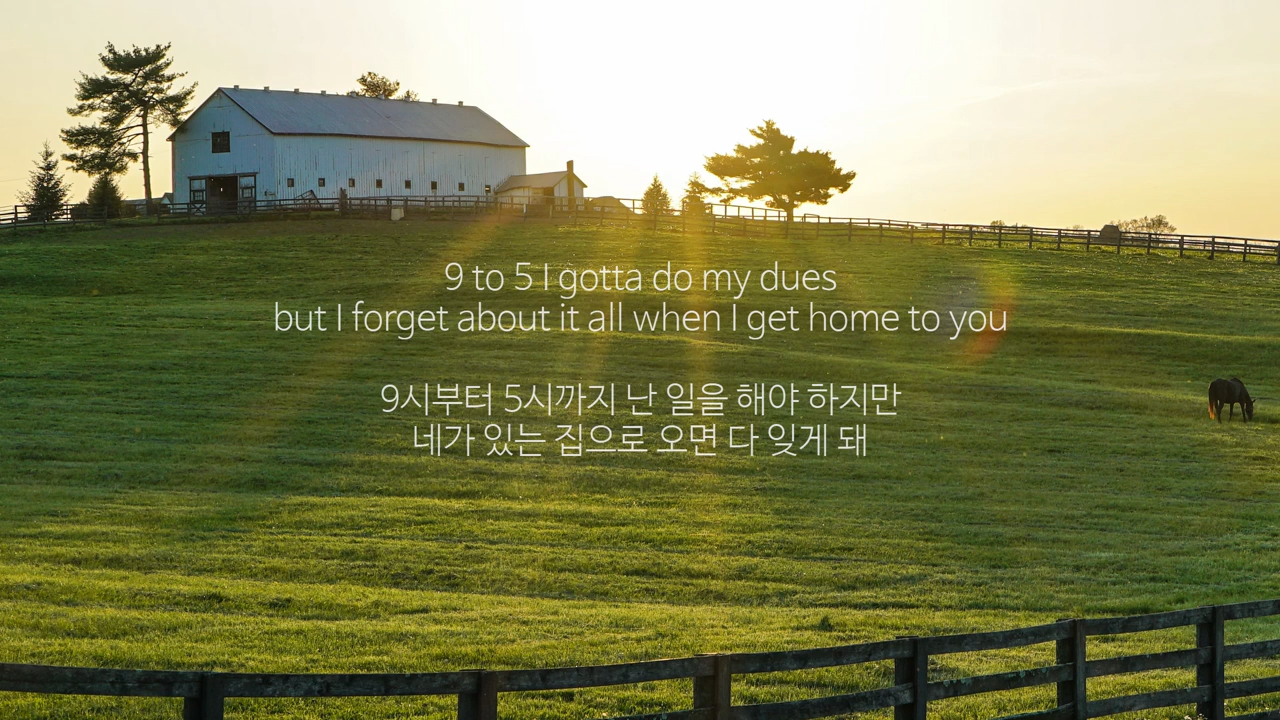 9 to 5 I gotta do my dues
but I forget about it all when I get home to you
9시부터 5시까지 난 일을 해야 하지만
네가 있는 집으로 오면 다 잊게 돼